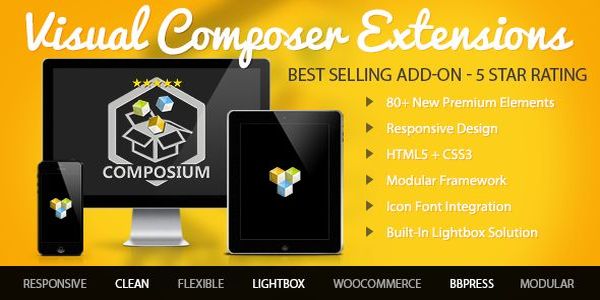 Visual Composer Extensions
BEST SELLING ADD-ON - 5 STAR RATING
80+ New Premium Elements
Responsive Design
HTML5 + CSS3
Modular Framework
Icon Font Integration
Built-In Lightbox Solution
COMPOSIUM
RESPONSIVE CLEAN FLEXIBLE LIGHTBOX WOOCOMMERCE BBPRESS MODULAR